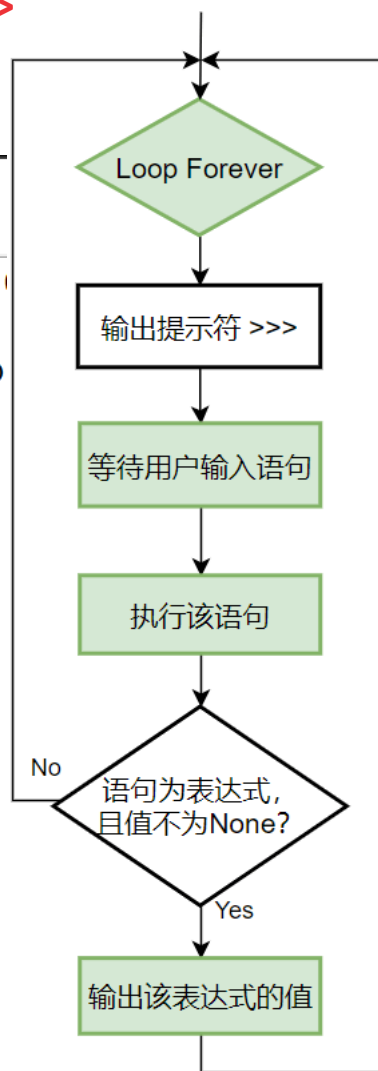 >
Loop Forever
输出提示符 >>>
等待用户输入语句
执行该语句
No
语句为表达式，
且值不为None?
Yes
输出该表达式的值